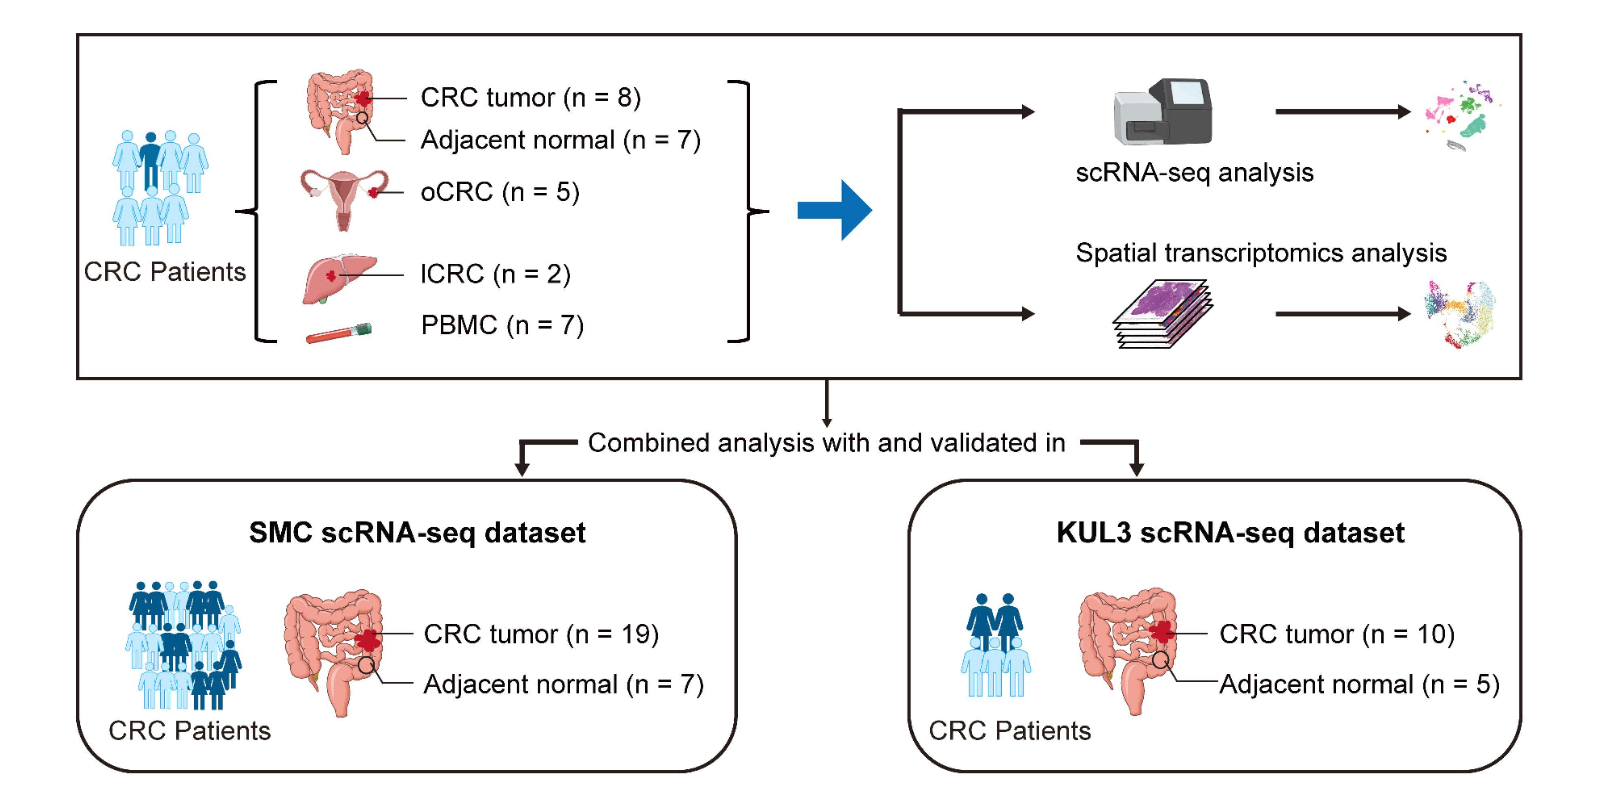 CRC tumor (n = 8)
Adjacent normal (n = 7)
oCRC (n = 5)
lCRC (n = 2)
PBMC (n = 7)
CRC Patients
scRNA-seq analysis
Spatial transcriptomics analysis
Combined analysis with and validated in
SMC scRNA-seq dataset
CRC tumor (n = 19)
Adjacent normal (n = 7)
CRC Patients
KUL3 scRNA-seq dataset
CRC tumor (n = 10)
Adjacent normal (n = 5)
CRC Patients